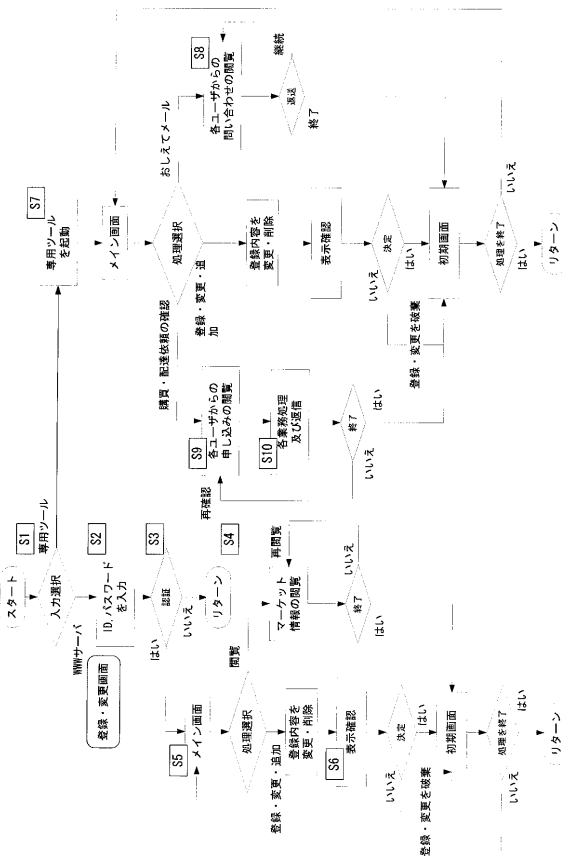 登録・変更画面
スタート
S1
入力選択
専用ツール
WWWサーバ
S2
ID,パスワード
を入力
S3
認証
はい
いいえ
S4
リターン
S5
メイン画面
処理選択
閲覧
登録・変更・追加
登録内容を
変更・削除
S6
表示確認
決定
いいえ
はい
登録・変更を破棄
初期画面
処理を終了
いいえ
はい
リターン
マーケット
情報の閲覧
再閲覧
終了
はい
いいえ
S7
専用ツール
を起動
メイン画面
処理選択
おしえてメール
購買・配達依頼の確認
登録・変更・追
加
S8
各ユーザからの
問い合わせの閲覧
返送
継続
終了
登録内容を
変更・削除
表示確認
決定
いいえ
はい
登録・変更を破棄
初期画面
処理を終了
いいえ
はい
リターン
S9
各ユーザからの
申し込みの閲覧
再確認
S10
各業務処理
及び返信
終了
はい
いいえ